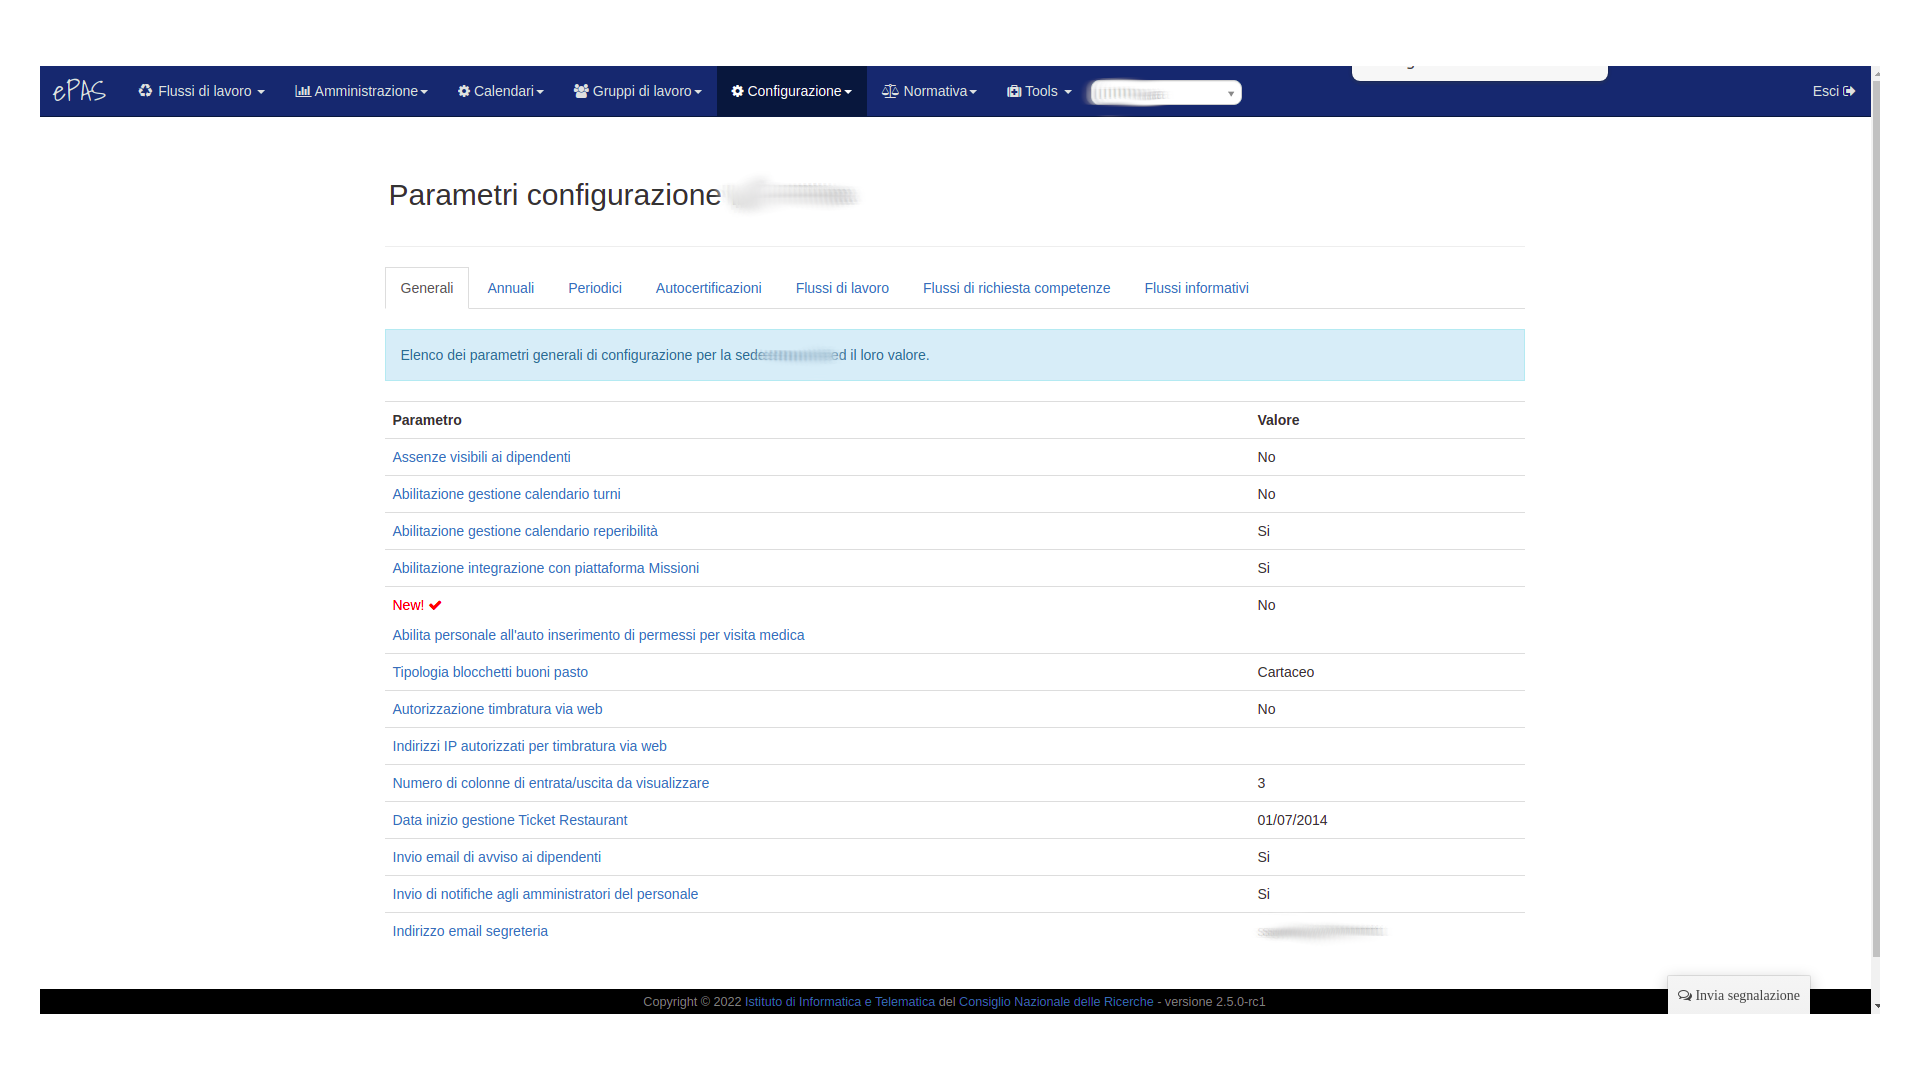 ePAS Flussi di lavoro Amministrazione Calendari Gruppi di lavoro Configurazione Normativa Tools Esci
Parametri configurazione
Generali Annuali Periodici Autocertificazioni Flussi di lavoro Flussi di richiesta competenze Flussi informativi
Elenco dei parametri generali di configurazione per la sede ed il loro valore.
Parametro Valore
Assenze visibili ai dipendenti No
Abilitazione gestione calendario turni No
Abilitazione gestione calendario reperibilità Si
Abilitazione integrazione con piattaforma Missioni Si
New! No
Abilita personale all'auto inserimento di permessi per visita medica
Tipologia blocchetti buoni pasto Cartaceo
Autorizzazione timbratura via web No
Indirizzi IP autorizzati per timbratura via web
Numero di colonne di entrata/uscita da visualizzare 3
Data inizio gestione Ticket Restaurant 01/07/2014
Invio email di avviso ai dipendenti Si
Invio di notifiche agli amministratori del personale Si
Indirizzo email segreteria
Invia segnalazione
Copyright © 2022 Istituto di Informatica e Telematica del Consiglio Nazionale delle Ricerche - versione 2.5.0-rc1